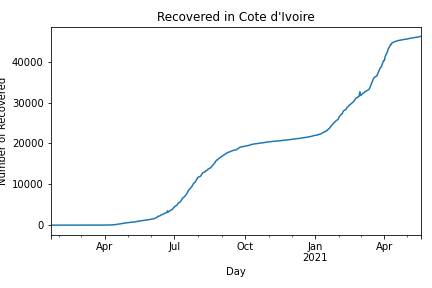 Recovered in Cote d'Ivoire
Number of Recovered
40000
30000
20000
10000
0
Apr
Jul
Oct
Jan
2021
Apr
Day